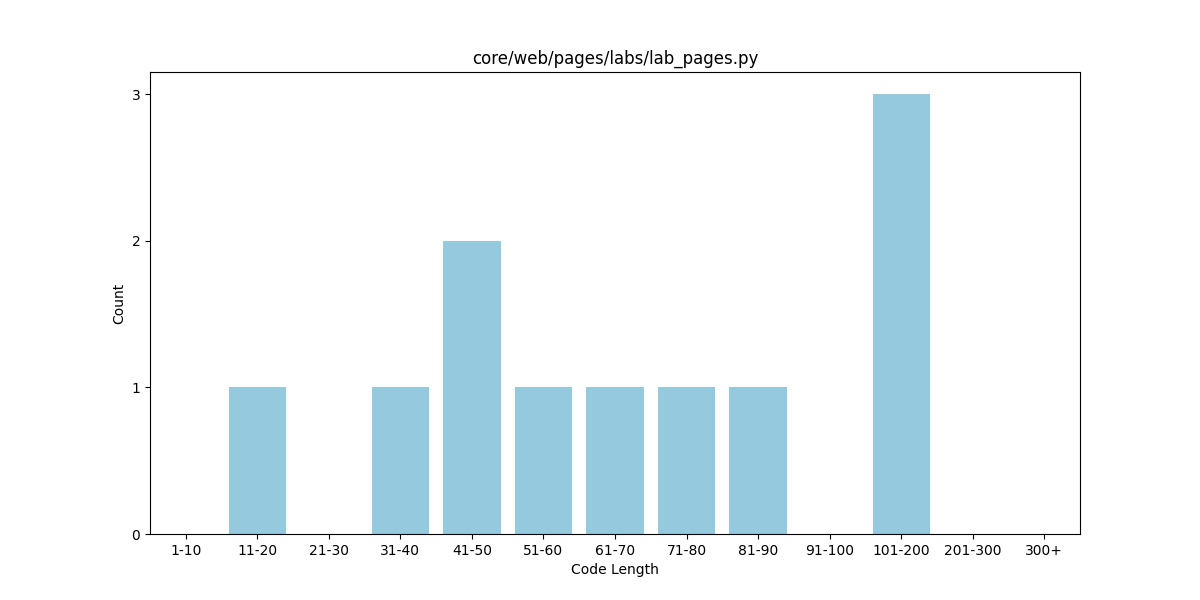 core/web/pages/labs/lab_pages.py
3
2
1
0
Count
1-10 11-20 21-30 31-40 41-50 51-60 61-70 71-80 81-90 91-100 101-200 201-300 300+
Code Length